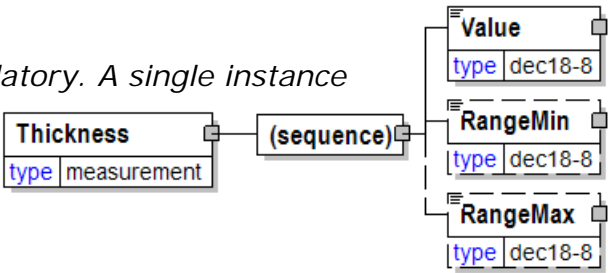 Value
type dec18-8
latory. A single instance
Thickness
type measurement
(sequence)
RangeMin
type dec18-8
RangeMax
type dec18-8